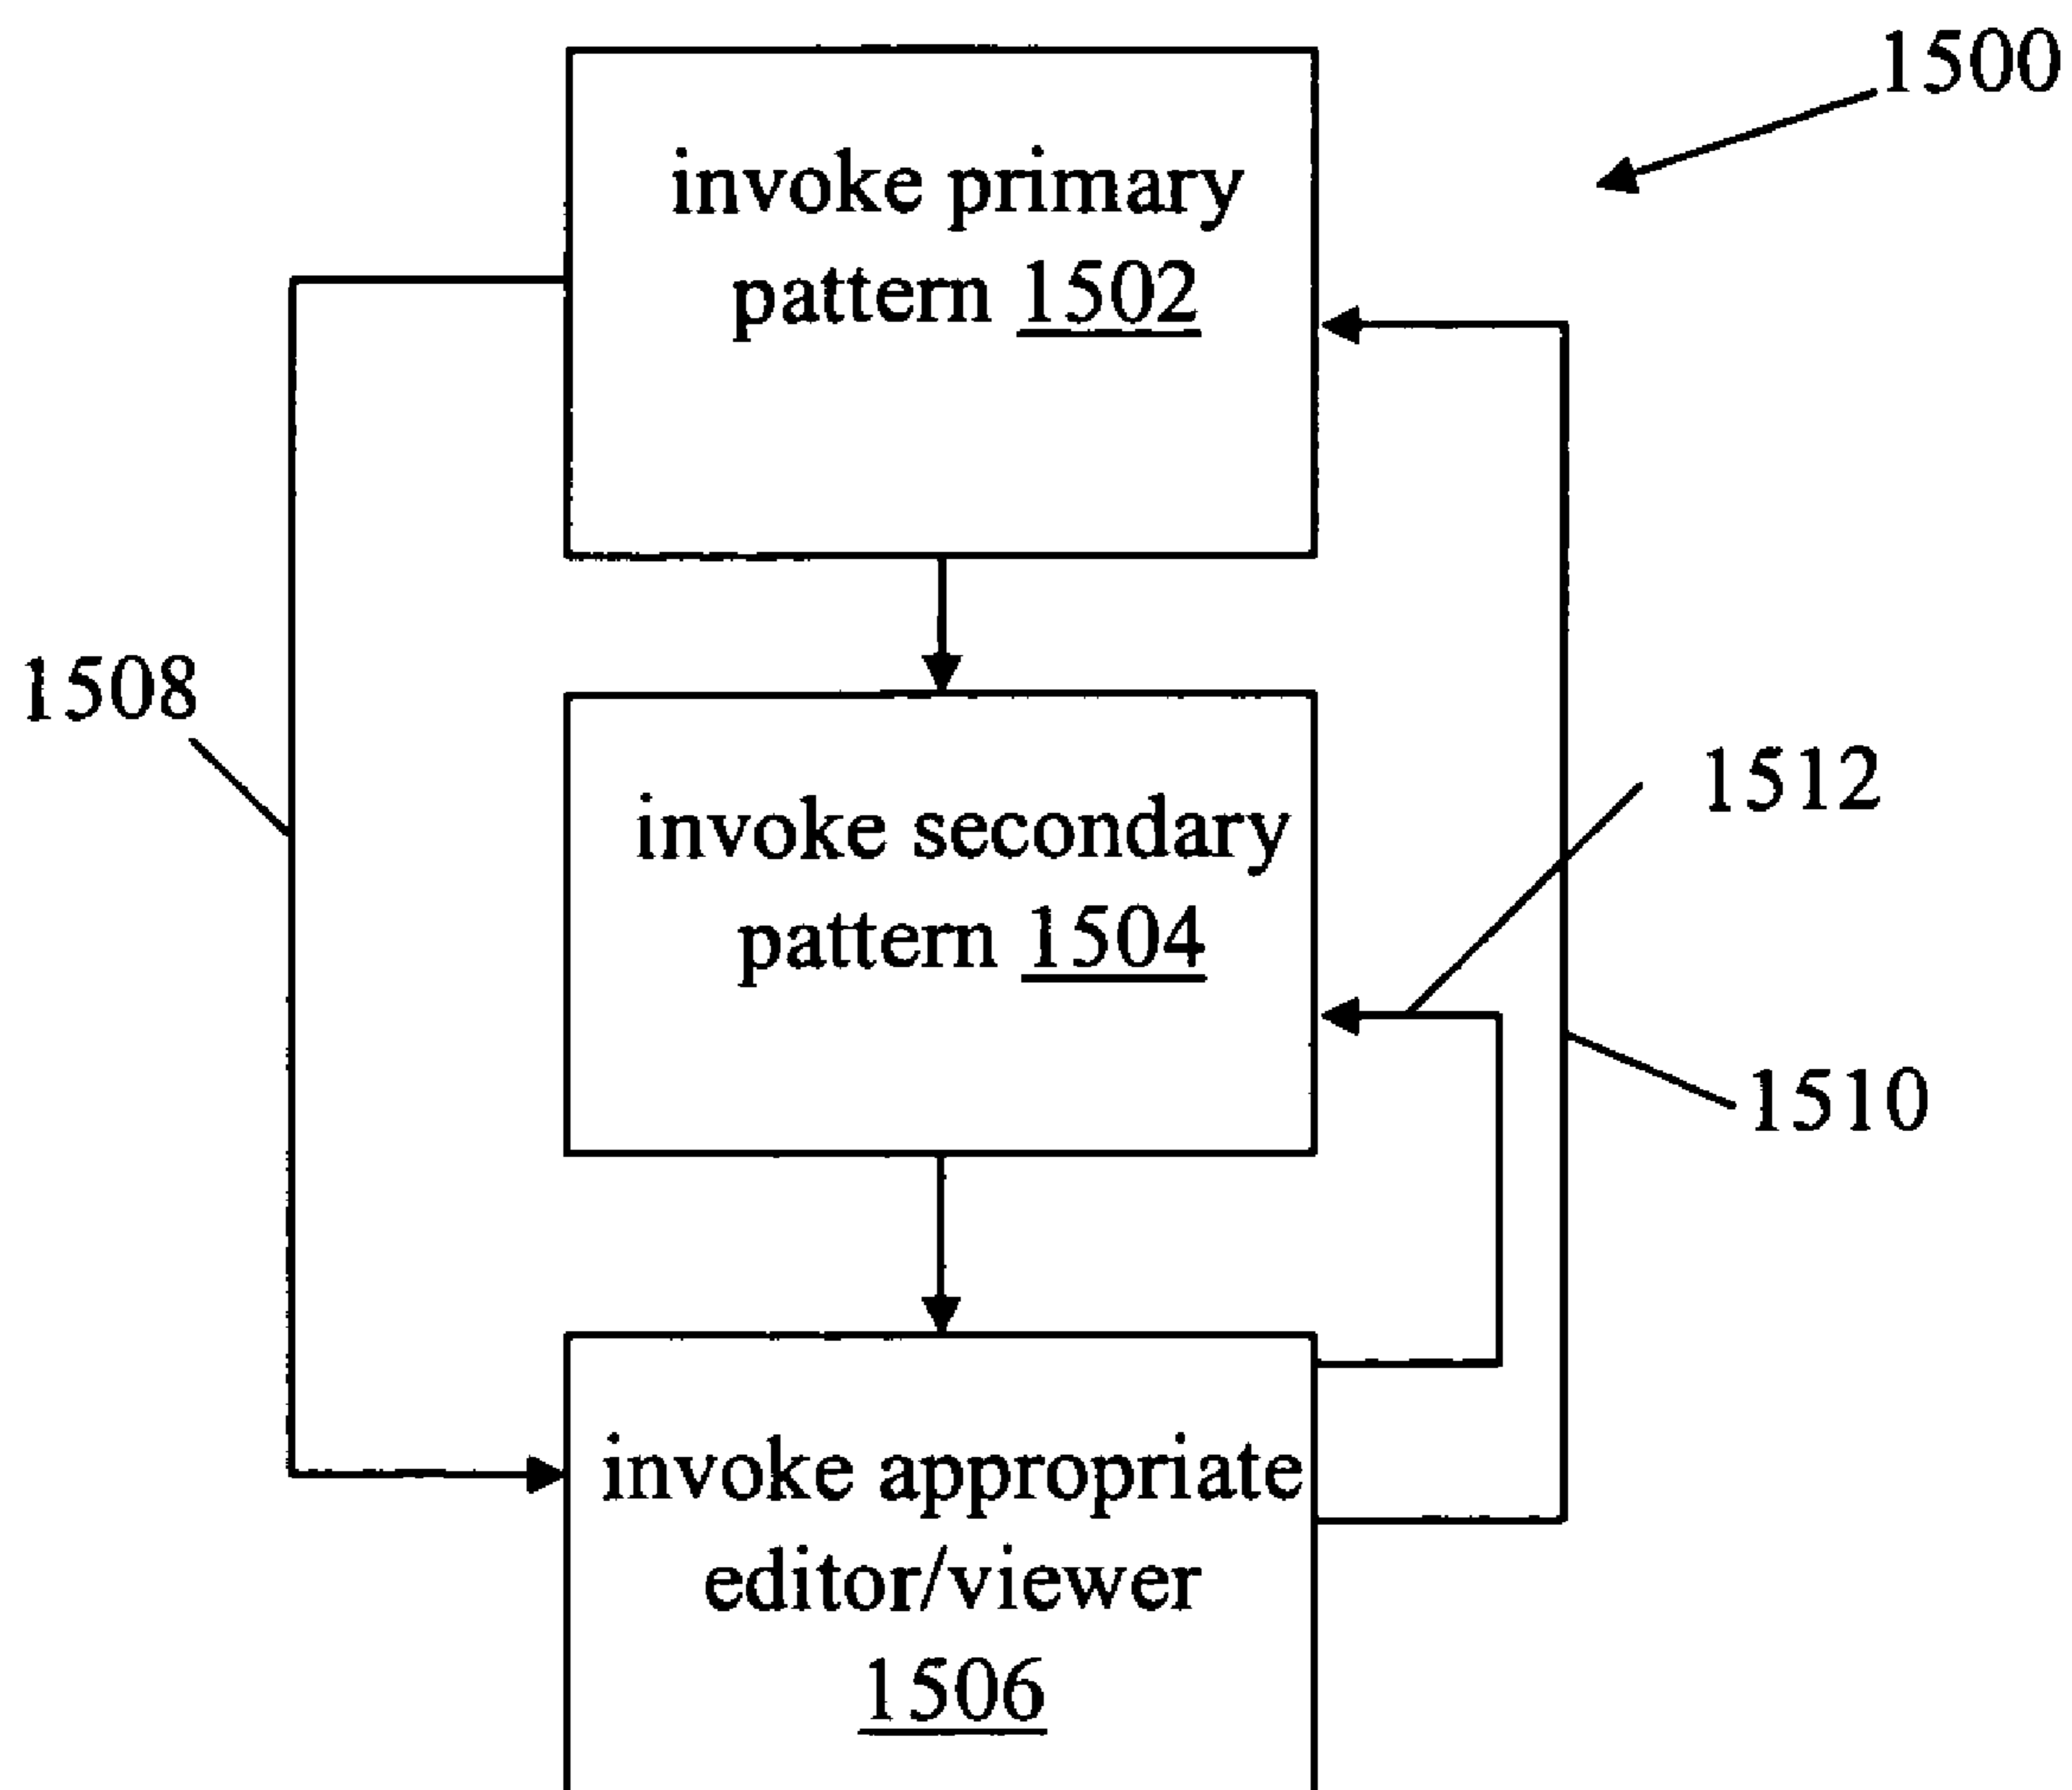 1500
invoke primary
pattern 1502
1508
invoke secondary
pattern 1504
1512
1510
invoke appropriate
editor/viewer
1506